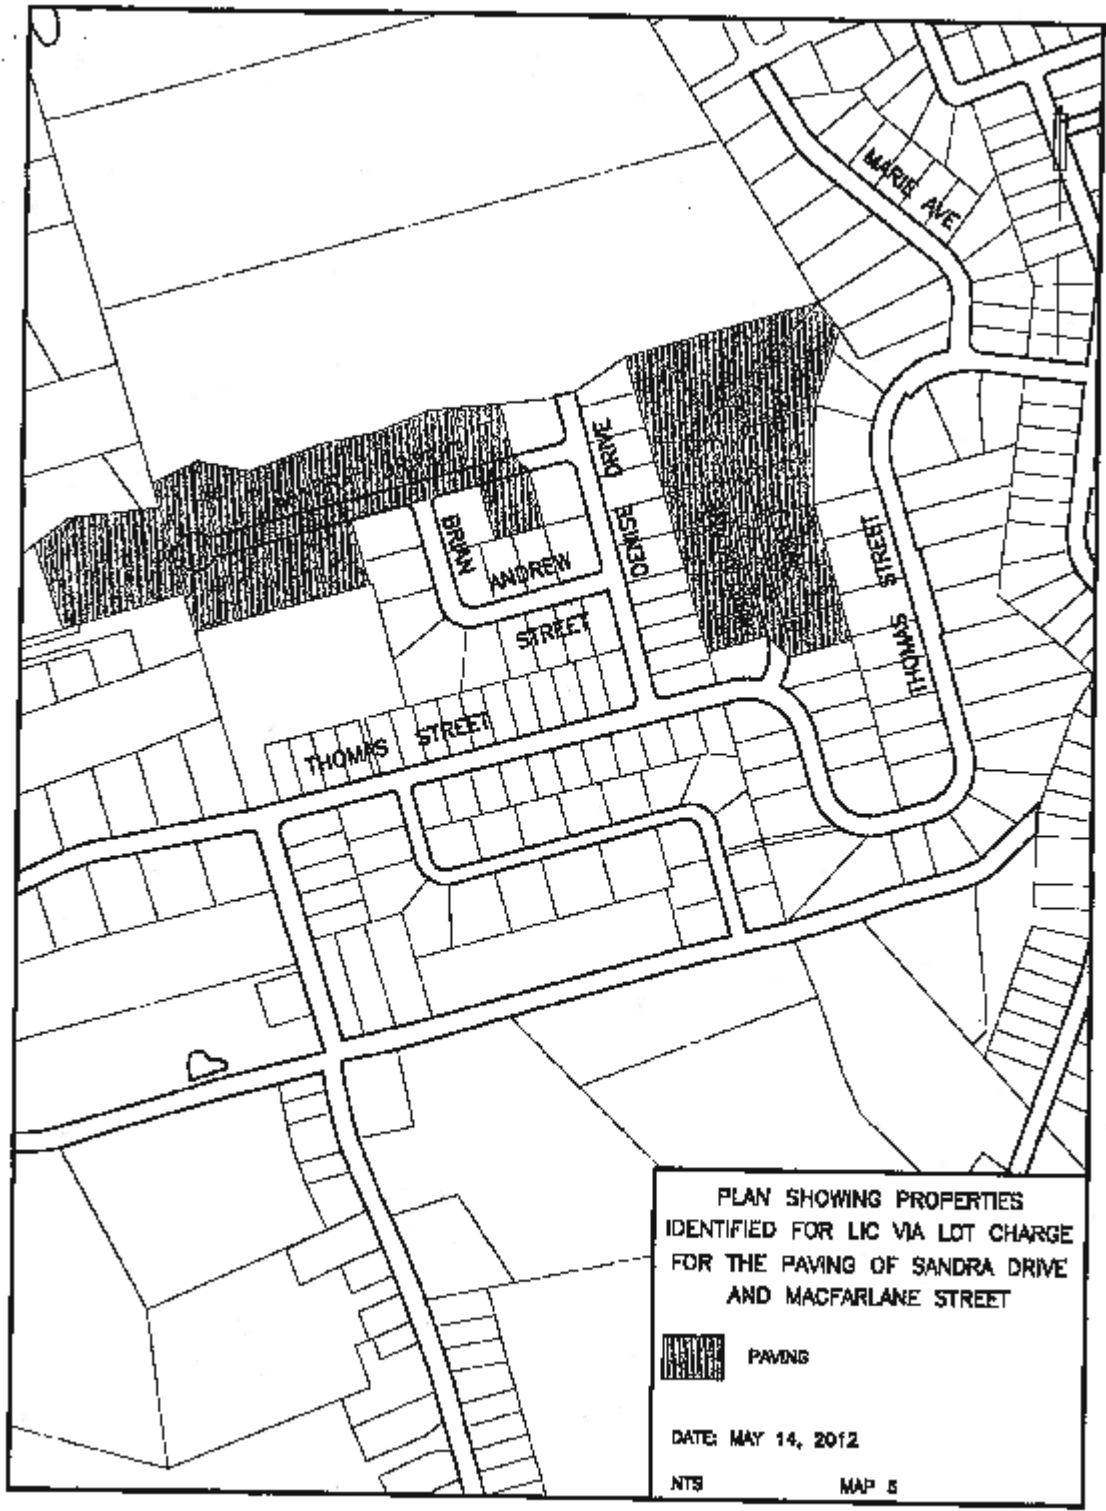 MARIE AVE
DRIVE
DENISE
BRIAN
ANDREW
STREET
THOMAS STREET
THOMAS STREET
PLAN SHOWING PROPERTIES
IDENTIFIED FOR LIC VIA LOT CHARGE
FOR THE PAVING OF SANDRA DRIVE
AND MACFARLANE STREET
PAVING
DATE: MAY 14, 2012
NTS MAP 5